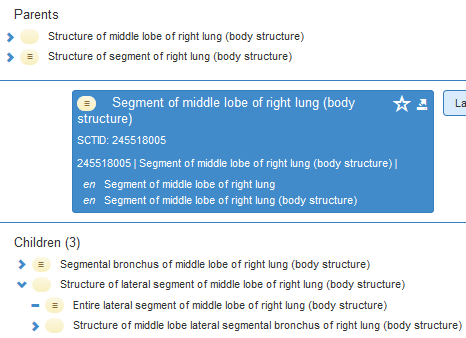 Parents
Structure of middle lobe of right lung (body structure)
Structure of segment of right lung (body structure)
Segment of middle lobe of right lung (body
structure)
La
SCTID: 245518005
245518005 | Segment of middle lobe of right lung (body structure) |
en Segment of middle lobe of right lung
en Segment of middle lobe of right lung (body structure)
Children (3)
Segmental bronchus of middle lobe of right lung (body structure)
Structure of lateral segment of middle lobe of right lung (body structure)
Entire lateral segment of middle lobe of right lung (body structure)
Structure of middle lobe lateral segmental bronchus of right lung (body structure)